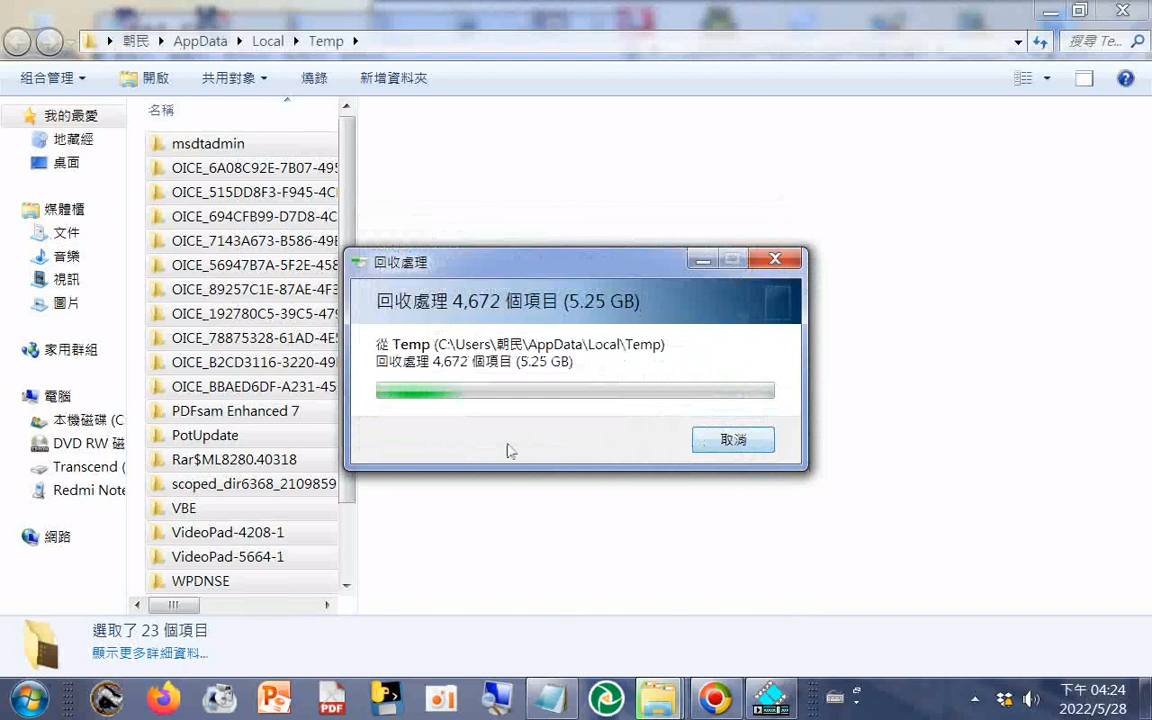 朝民 AppData Local Temp
搜尋 Te...
組合管理 開啟 共用對象 燒錄 新增資料夾
我的最愛
地藏經
桌面
媒體櫃
文件
音樂
視訊
圖片
家用群組
電腦
本機磁碟 (C
DVD RW 磁
Transcend (
Redmi Note
網路
名稱
msdtadmin
OICE_6A08C92E-7B07-495
OICE_515DD8F3-F945-4C
OICE_694CFB99-D7D8-4C
OICE_7143A673-B586-49E
OICE_56947B7A-5F2E-458
OICE_89257C1E-87AE-4F3
OICE_192780C5-39C5-479
OICE_78875328-61AD-4E5
OICE_B2CD3116-3220-49
OICE_BBAED6DF-A231-45
PDFsam Enhanced 7
PotUpdate
Rar$ML8280.40318
scoped_dir6368_2109859
VBE
VideoPad-4208-1
VideoPad-5664-1
WPDNSE
回收處理
回收處理 4,672 個項目 (5.25 GB)
從 Temp (C:\Users\朝民\AppData\Local\Temp)
回收處理 4,672 個項目 (5.25 GB)
取消
選取了 23 個項目
顯示更多詳細資料...
PDF
下午 04:24
2022/5/28